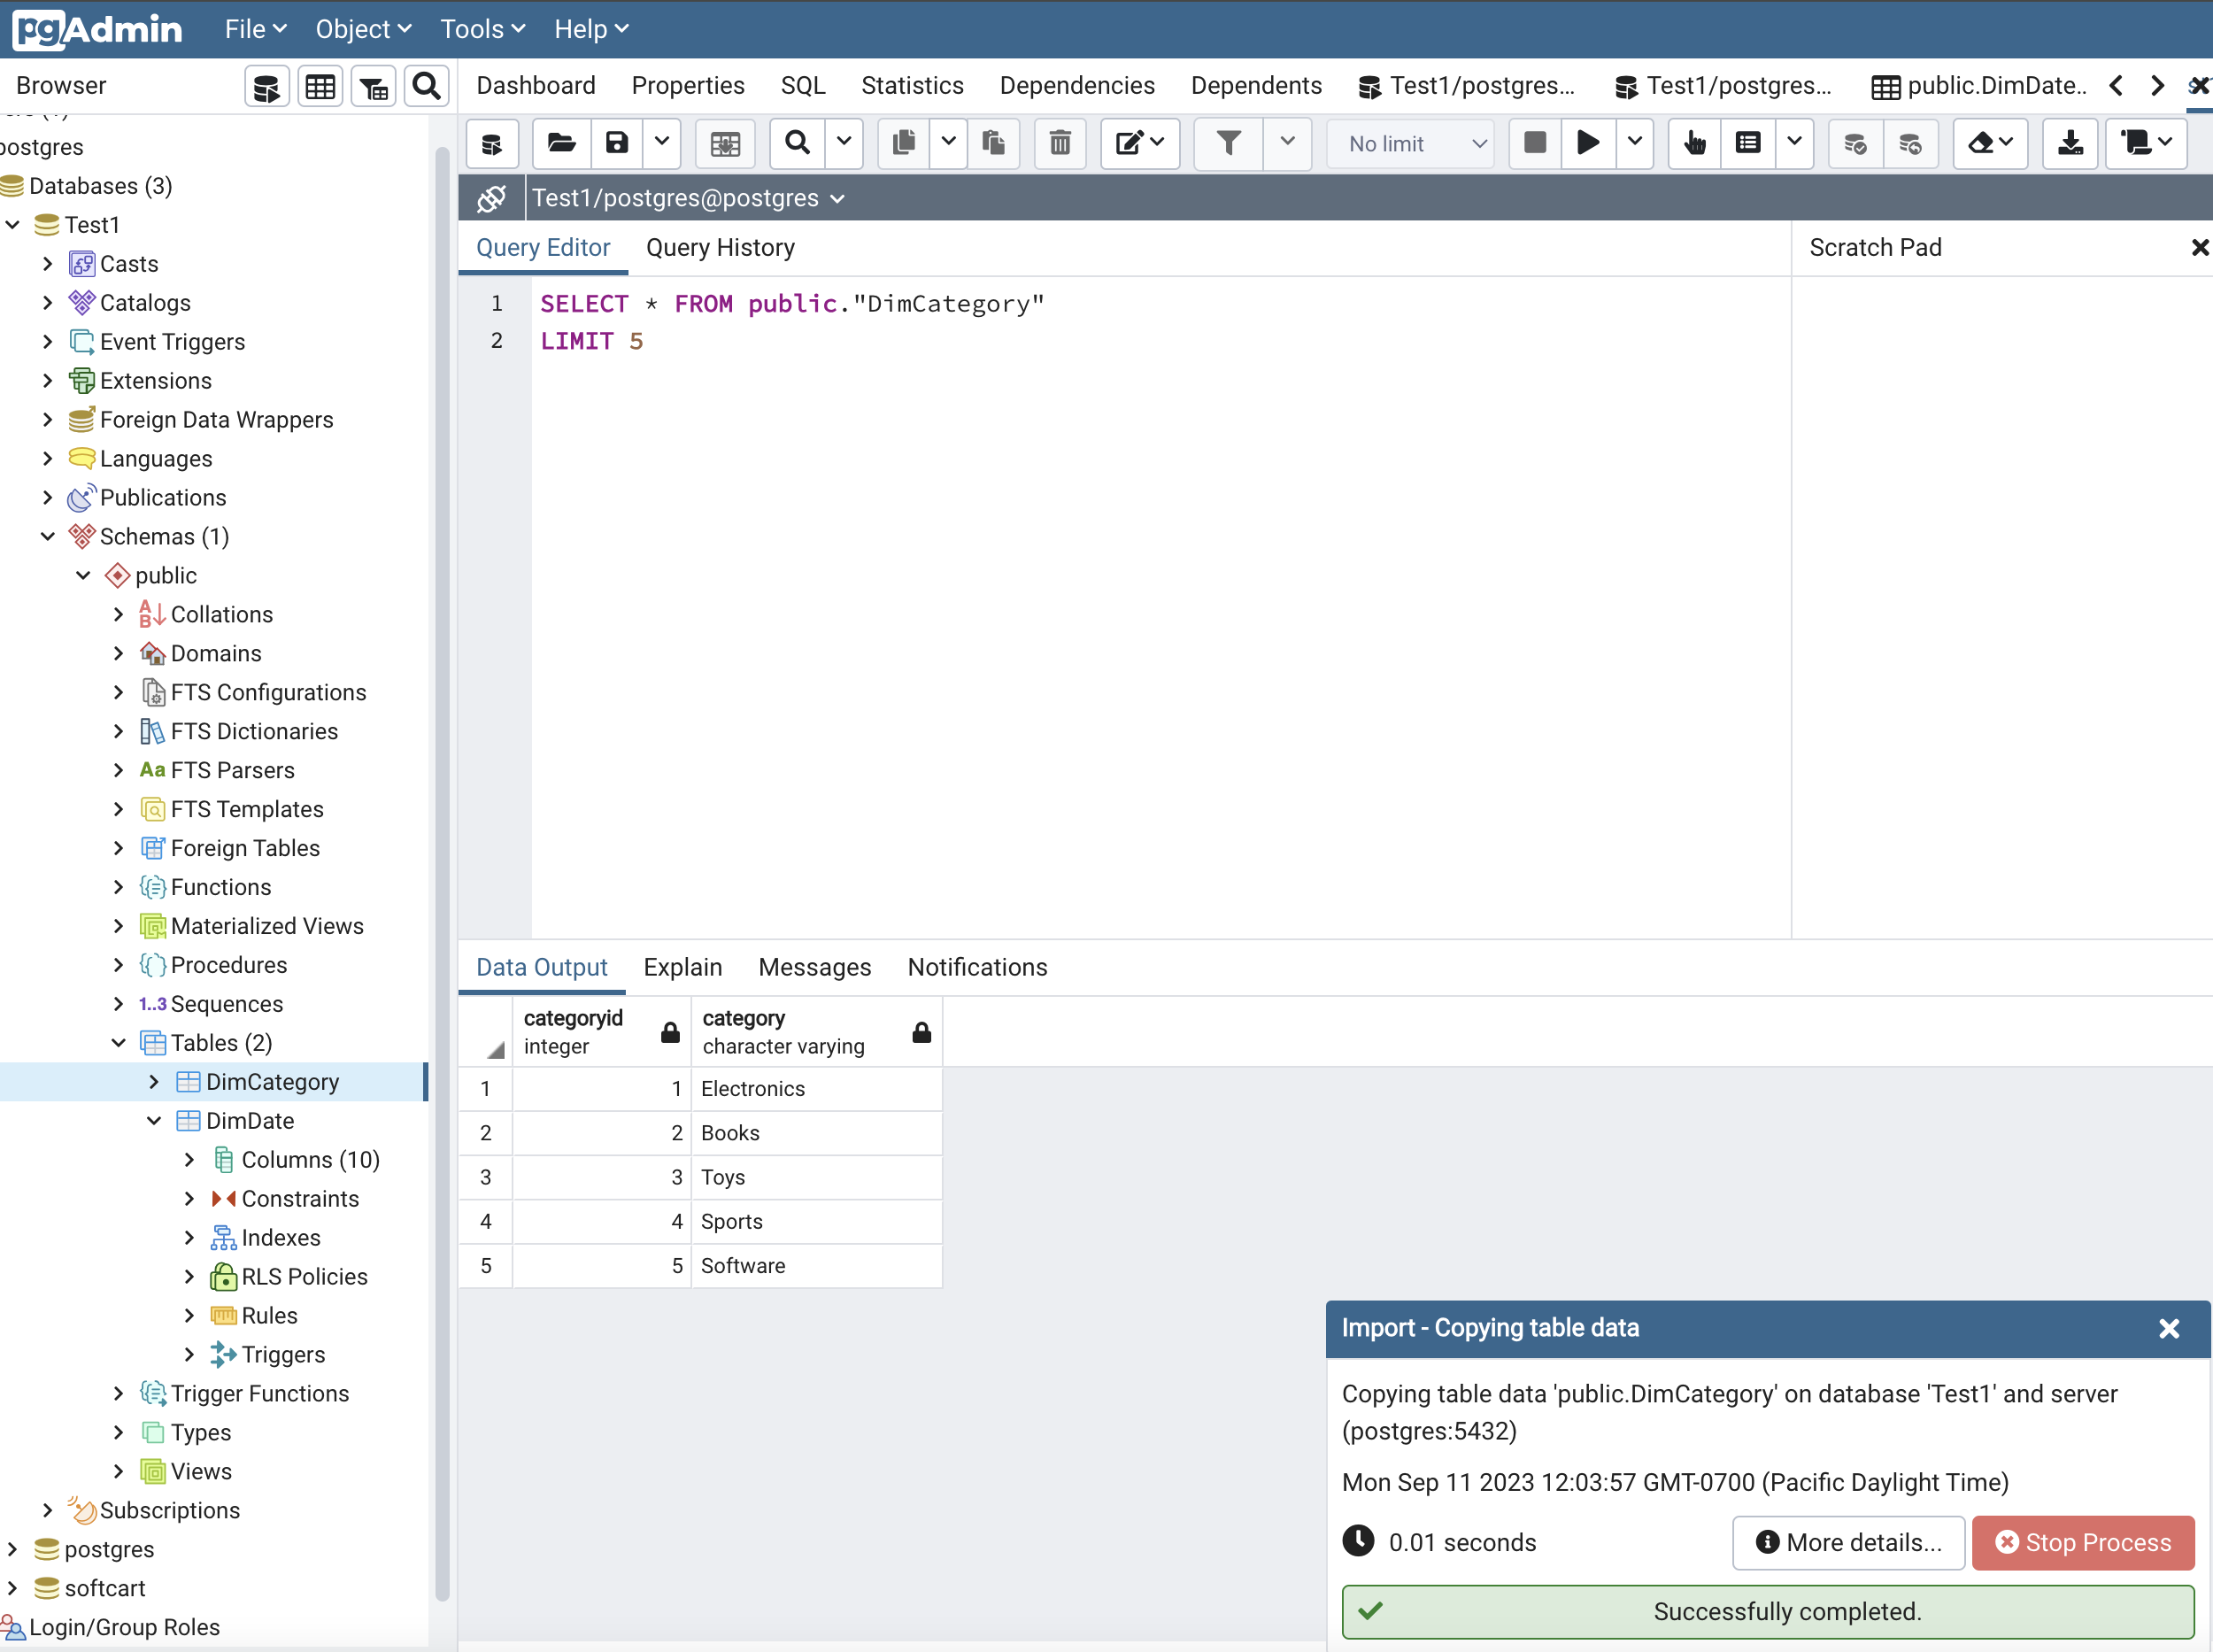 pgAdmin File Object Tools Help
Browser
Dashboard Properties SQL Statistics Dependencies Dependents Test1/postgres... Test1/postgres... public.DimDate..
postgres
Databases (3)
Test1
Casts
Catalogs
Event Triggers
Extensions
Foreign Data Wrappers
Languages
Publications
Schemas (1)
public
Collations
Domains
FTS Configurations
FTS Dictionaries
Aa FTS Parsers
FTS Templates
Foreign Tables
Functions
Materialized Views
Procedures
1..3 Sequences
Tables (2)
DimCategory
DimDate
Columns (10)
Constraints
Indexes
RLS Policies
Rules
Triggers
Trigger Functions
Types
Views
Subscriptions
postgres
softcart
Login/Group Roles
No limit
Test1/postgres@postgres
Query Editor Query History
Scratch Pad
1 SELECT * FROM public."DimCategory"
2 LIMIT 5
Data Output Explain Messages Notifications
categoryid category
integer character varying
1 1 Electronics
2 2 Books
3 3 Toys
4 4 Sports
5 5 Software
Import - Copying table data
Copying table data 'public.DimCategory' on database 'Test1' and server
(postgres:5432)
Mon Sep 11 2023 12:03:57 GMT-0700 (Pacific Daylight Time)
0.01 seconds More details... Stop Process
Successfully completed.